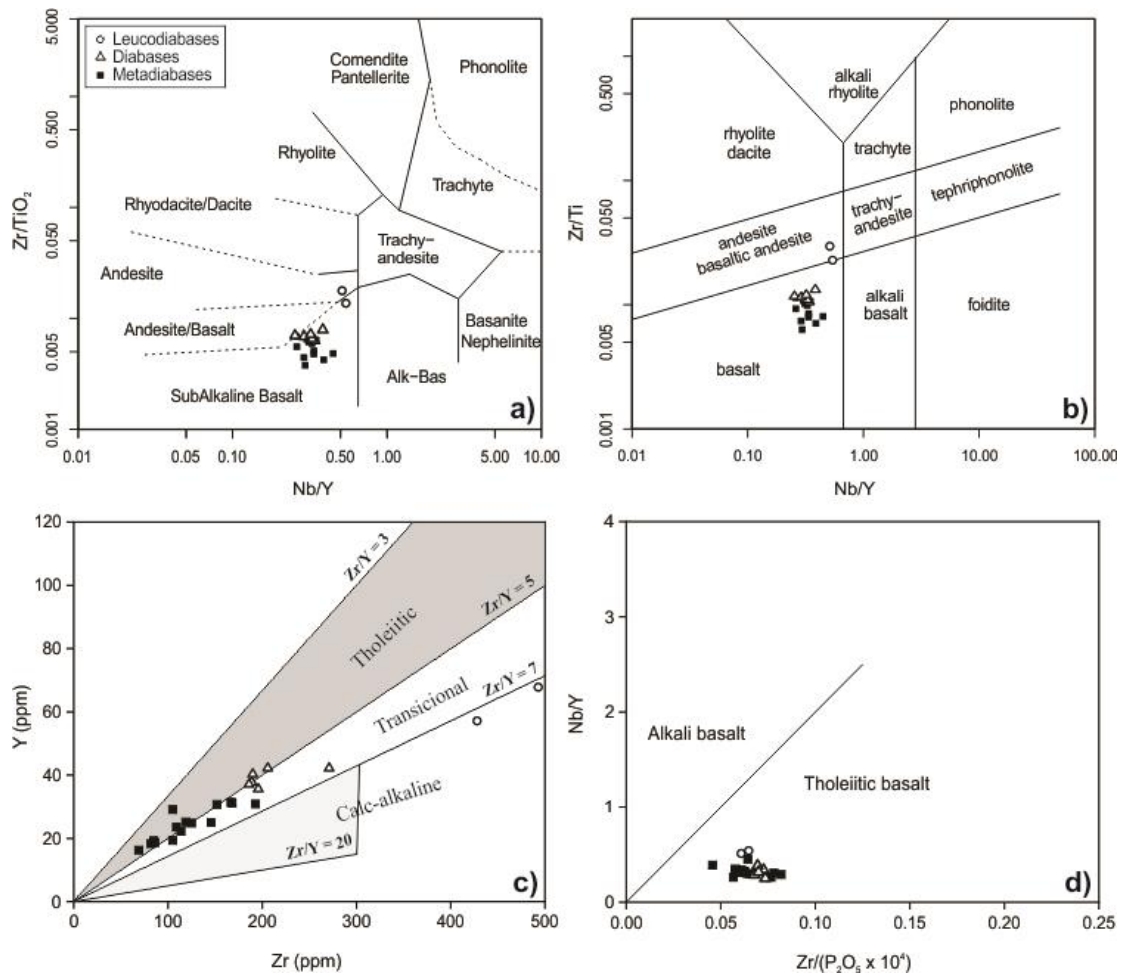 5.000
0.500
0.050
0.005
0.001
Zr/TiO₂
Leucodiabases
Diabases
Metadiabases
Comendite
Pantellerite
Phonolite
Rhyolite
Trachyte
Rhyodacite/Dacite
Trachy-
andesite
Andesite
Andesite/Basalt
Basanite
Nephelinite
Alk-Bas
SubAlkaline Basalt
a)
0.01
0.05
0.10
0.50
1.00
5.00
10.00
Nb/Y
0.500
0.050
0.005
0.001
Zr/Ti
alkali
rhyolite
phonolite
rhyolite
dacite
trachyte
tephriphonolite
trachy-
andesite
andesite
basaltic andesite
alkali
basalt
foidite
basalt
b)
0.01
0.10
1.00
10.00
100.00
Nb/Y
120
100
80
60
40
20
0
Y (ppm)
Zr/Y = 3
Zr/Y = 5
Tholeiitic
Zr/Y = 7
Transicional
Calc-alkaline
Zr/Y = 20
c)
0
100
200
300
400
500
Zr (ppm)
4
3
2
1
0
Nb/Y
Alkali basalt
Tholeiitic basalt
d)
0.00
0.05
0.10
0.15
0.20
0.25
Zr/(P₂O₅ x 10⁴)